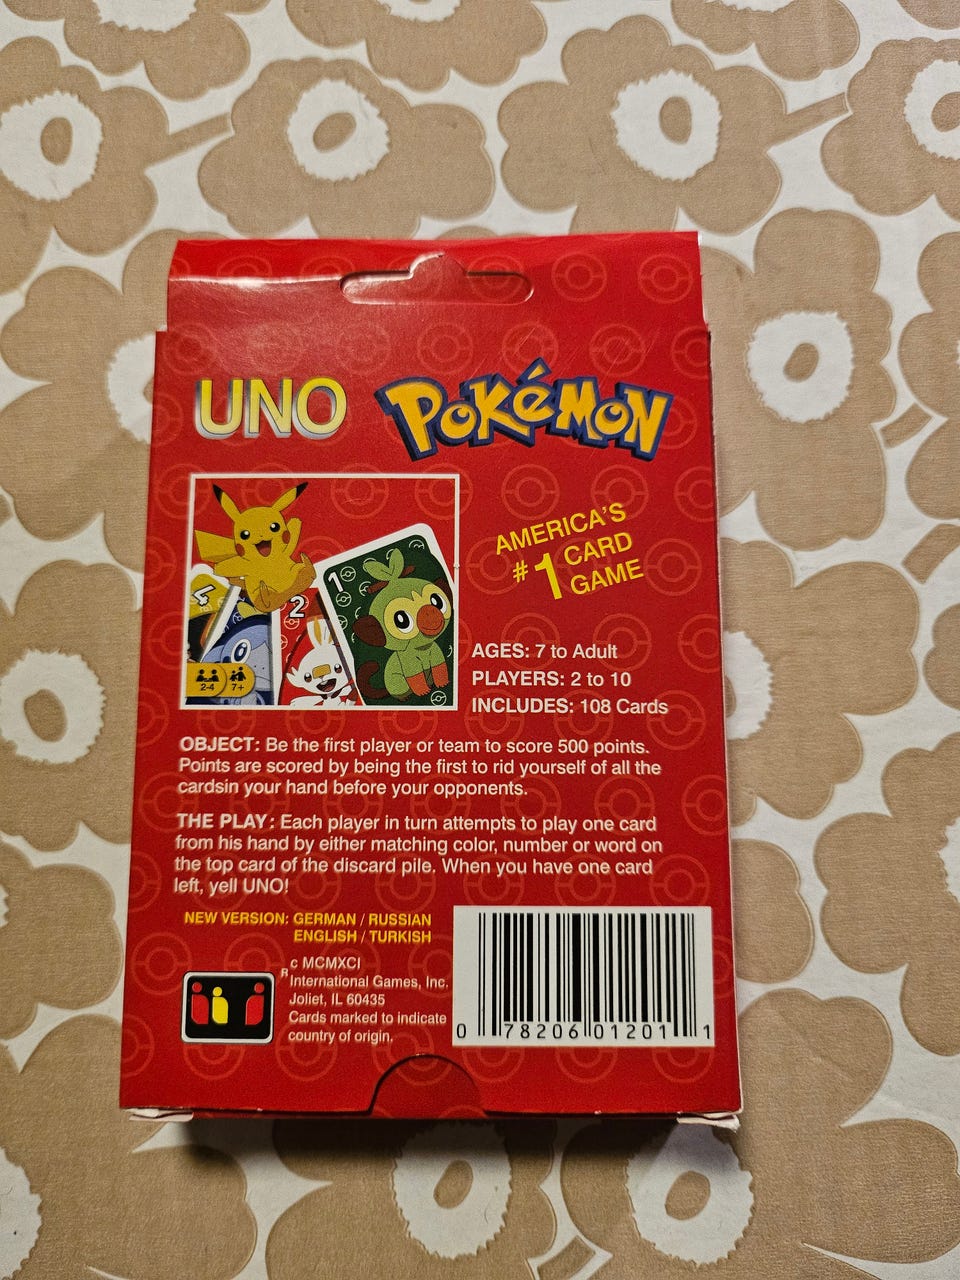 UNO POKéMON
AMERICA'S
#1 CARD
GAME
4
2
1
2-4 7+
AGES: 7 to Adult
PLAYERS: 2 to 10
INCLUDES: 108 Cards
OBJECT: Be the first player or team to score 500 points.
Points are scored by being the first to rid yourself of all the
cardsin your hand before your opponents.
THE PLAY: Each player in turn attempts to play one card
from his hand by either matching color, number or word on
the top card of the discard pile. When you have one card
left, yell UNO!
NEW VERSION: GERMAN / RUSSIAN
ENGLISH / TURKISH
R
c MCMXCI
International Games, Inc.
Joliet, IL 60435
Cards marked to indicate
country of origin.
0 78206 01201 1